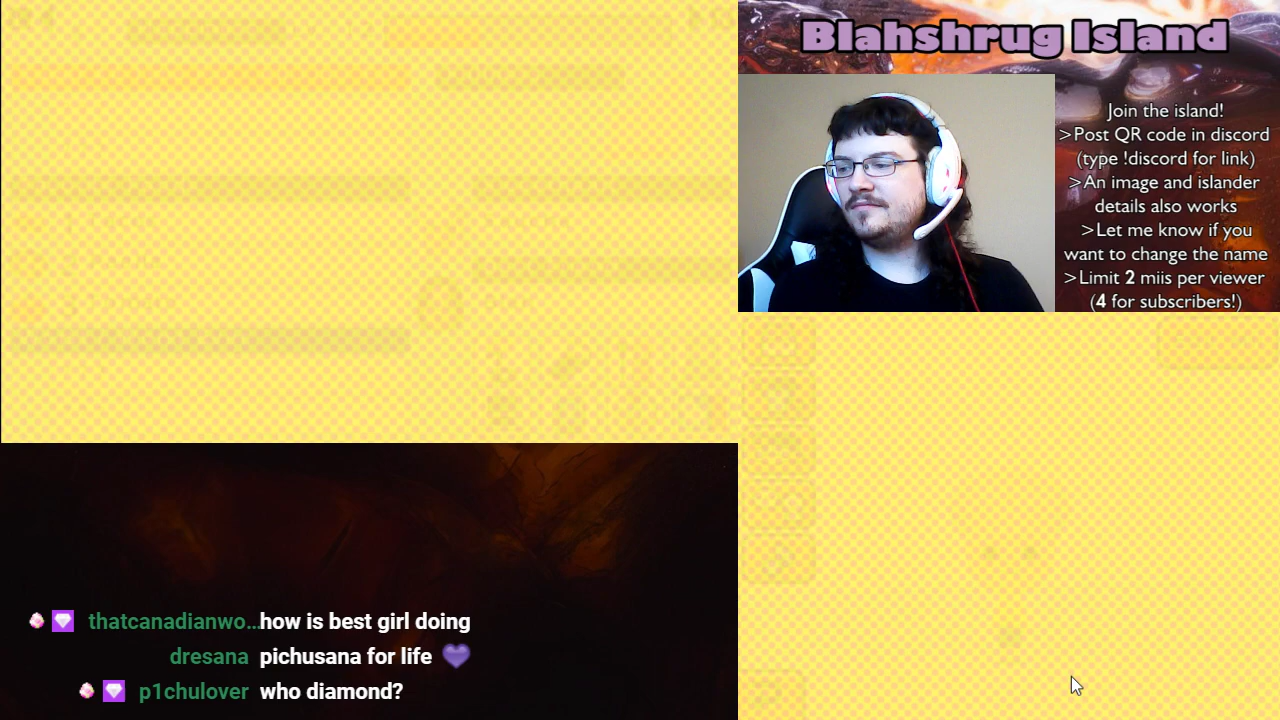 Blahshrug Island
Join the island!
>Post QR code in discord
(type !discord for link)
>An image and islander
details also works
>Let me know if you
want to change the name
>Limit 2 miis per viewer
(4 for subscribers!)
thatcanadianwo… how is best girl doing
dresana pichusana for life
p1chulover who diamond?